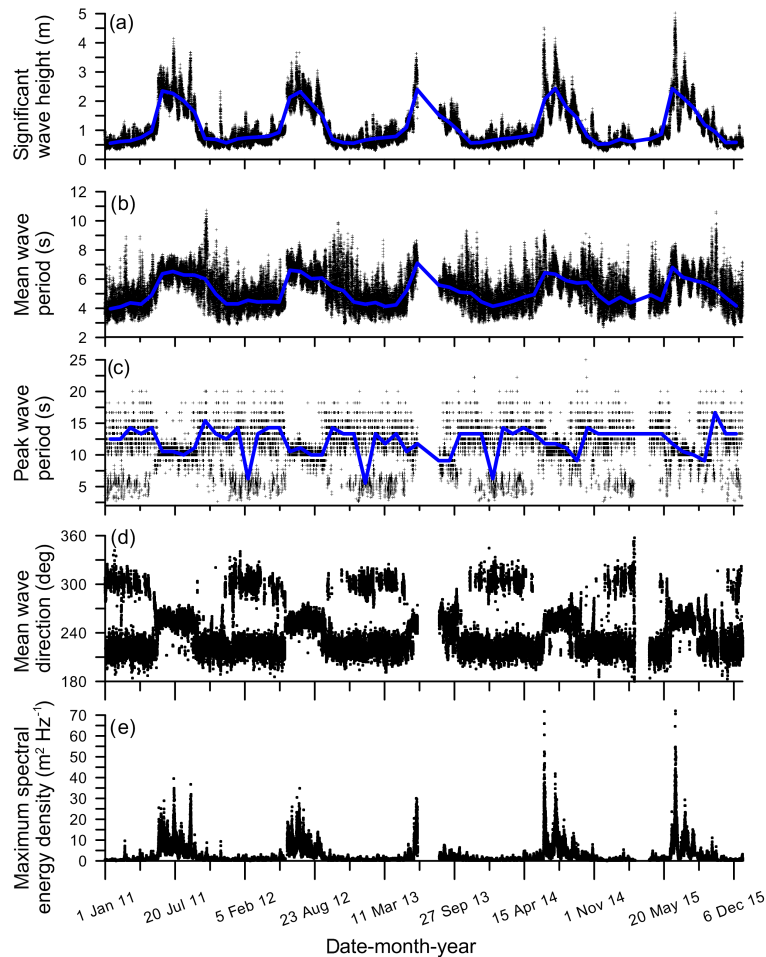 (a)
Significant
wave height (m)
5
4
3
2
1
0
(b)
Mean wave
period (s)
12
10
8
6
4
2
(c)
Peak wave
period (s)
25
20
15
10
5
(d)
Mean wave
direction (deg)
360
300
240
180
(e)
Maximum spectral
energy density (m² Hz⁻¹)
70
60
50
40
30
20
10
0
1 Jan 11
20 Jul 11
5 Feb 12
23 Aug 12
11 Mar 13
27 Sep 13
15 Apr 14
1 Nov 14
20 May 15
6 Dec 15
Date-month-year